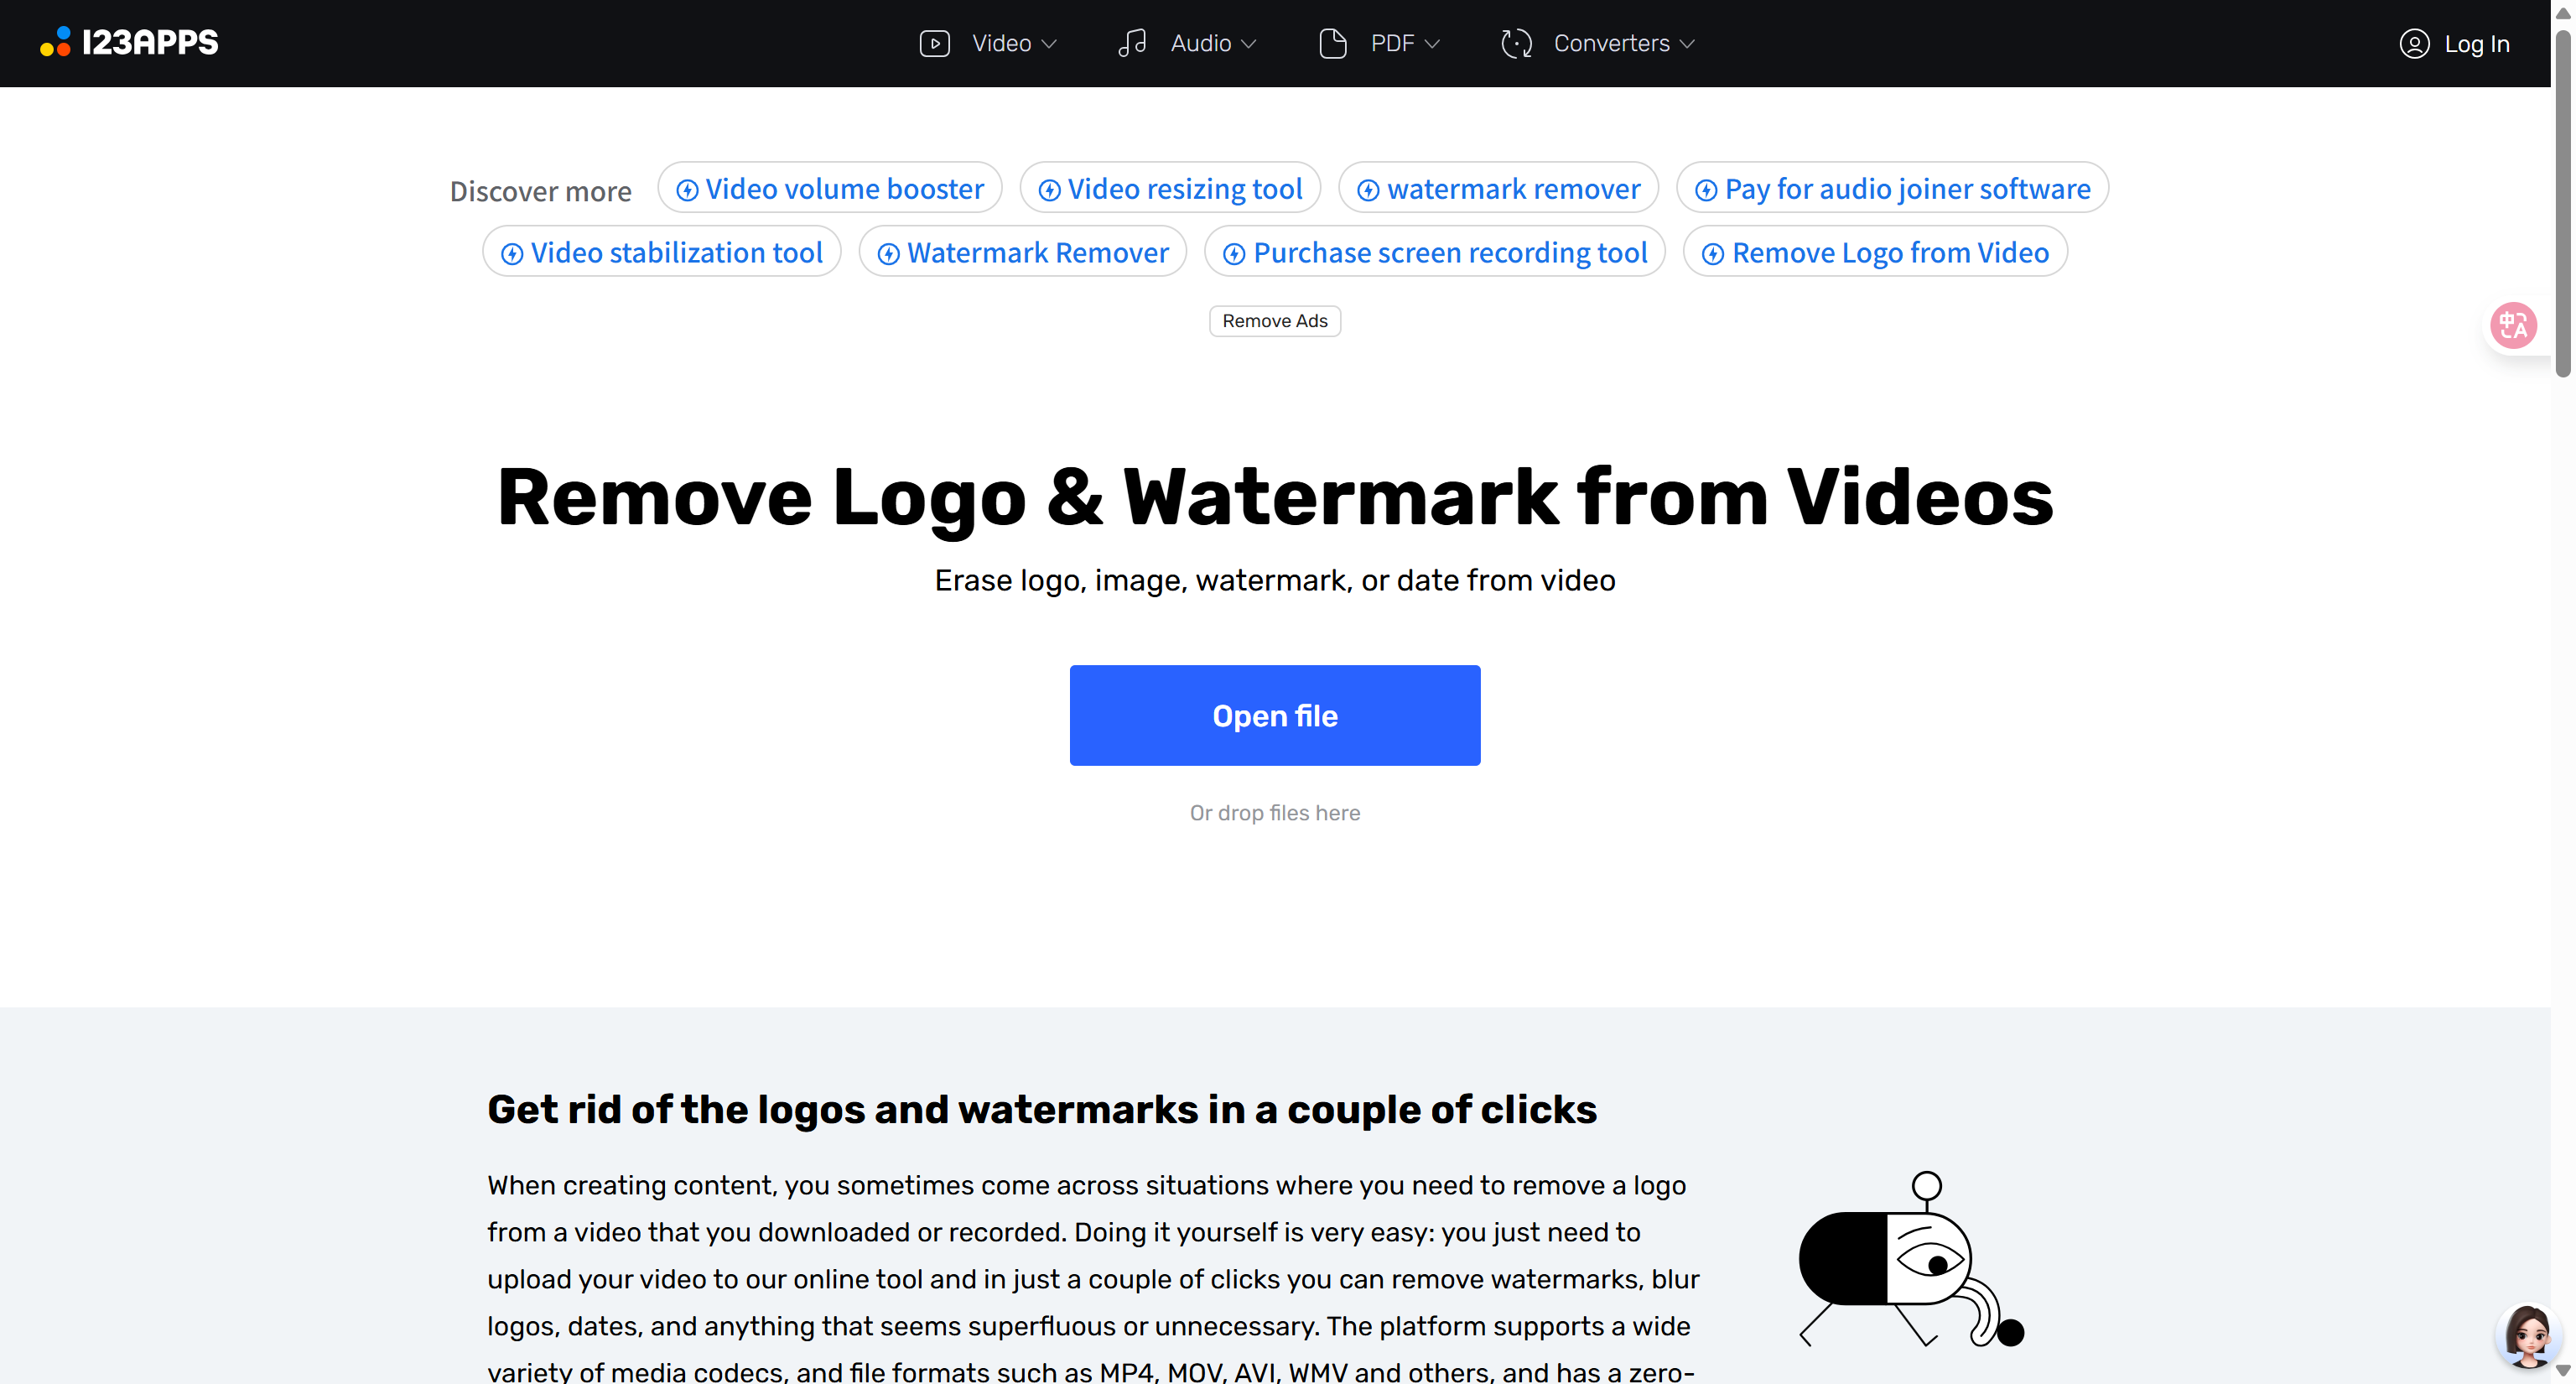 123APPS
Video
Audio
PDF
Converters
Log In
Discover more
Video volume booster
Video resizing tool
watermark remover
Pay for audio joiner software
Video stabilization tool
Watermark Remover
Purchase screen recording tool
Remove Logo from Video
Remove Ads
中A
Remove Logo & Watermark from Videos
Erase logo, image, watermark, or date from video
Open file
Or drop files here
Get rid of the logos and watermarks in a couple of clicks
When creating content, you sometimes come across situations where you need to remove a logo
from a video that you downloaded or recorded. Doing it yourself is very easy: you just need to
upload your video to our online tool and in just a couple of clicks you can remove watermarks, blur
logos, dates, and anything that seems superfluous or unnecessary. The platform supports a wide
variety of media codecs, and file formats such as MP4, MOV, AVI, WMV and others, and has a zero-